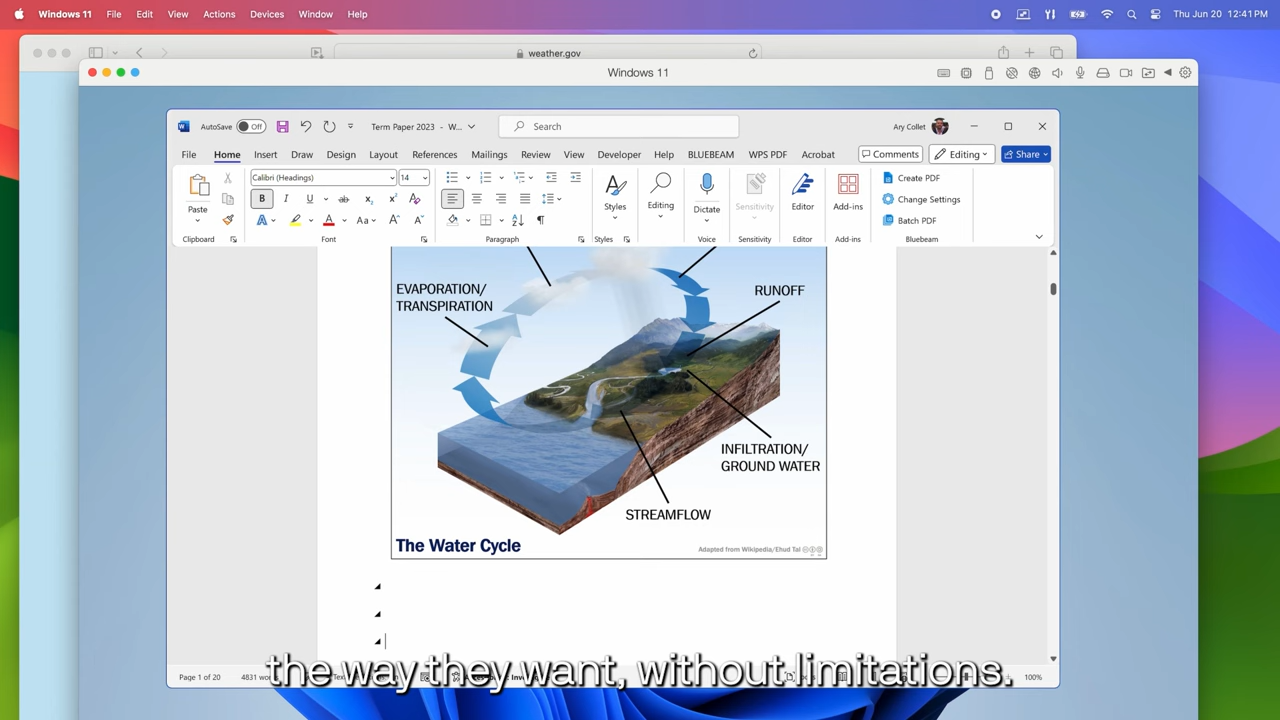 Windows 11 File Edit View Actions Devices Window Help Thu Jun 20 12:41 PM
weather.gov
Windows 11
AutoSave Off Term Paper 2023 - W... Search Ary Collet
File Home Insert Draw Design Layout References Mailings Review View Developer Help BLUEBEAM WPS PDF Acrobat Comments Editing Share
Calibri (Headings) 14 Create PDF
Paste B I U ab x₂ x² Styles Editing Dictate Sensitivity Editor Add-ins Change Settings
A A Aa A A Batch PDF
Clipboard Font Paragraph Styles Voice Sensitivity Editor Add-ins Bluebeam
EVAPORATION/
TRANSPIRATION
RUNOFF
INFILTRATION/
GROUND WATER
STREAMFLOW
The Water Cycle Adapted from Wikipedia/Ehud Tal
the way they want, without limitations.
Page 1 of 20 4831 100%